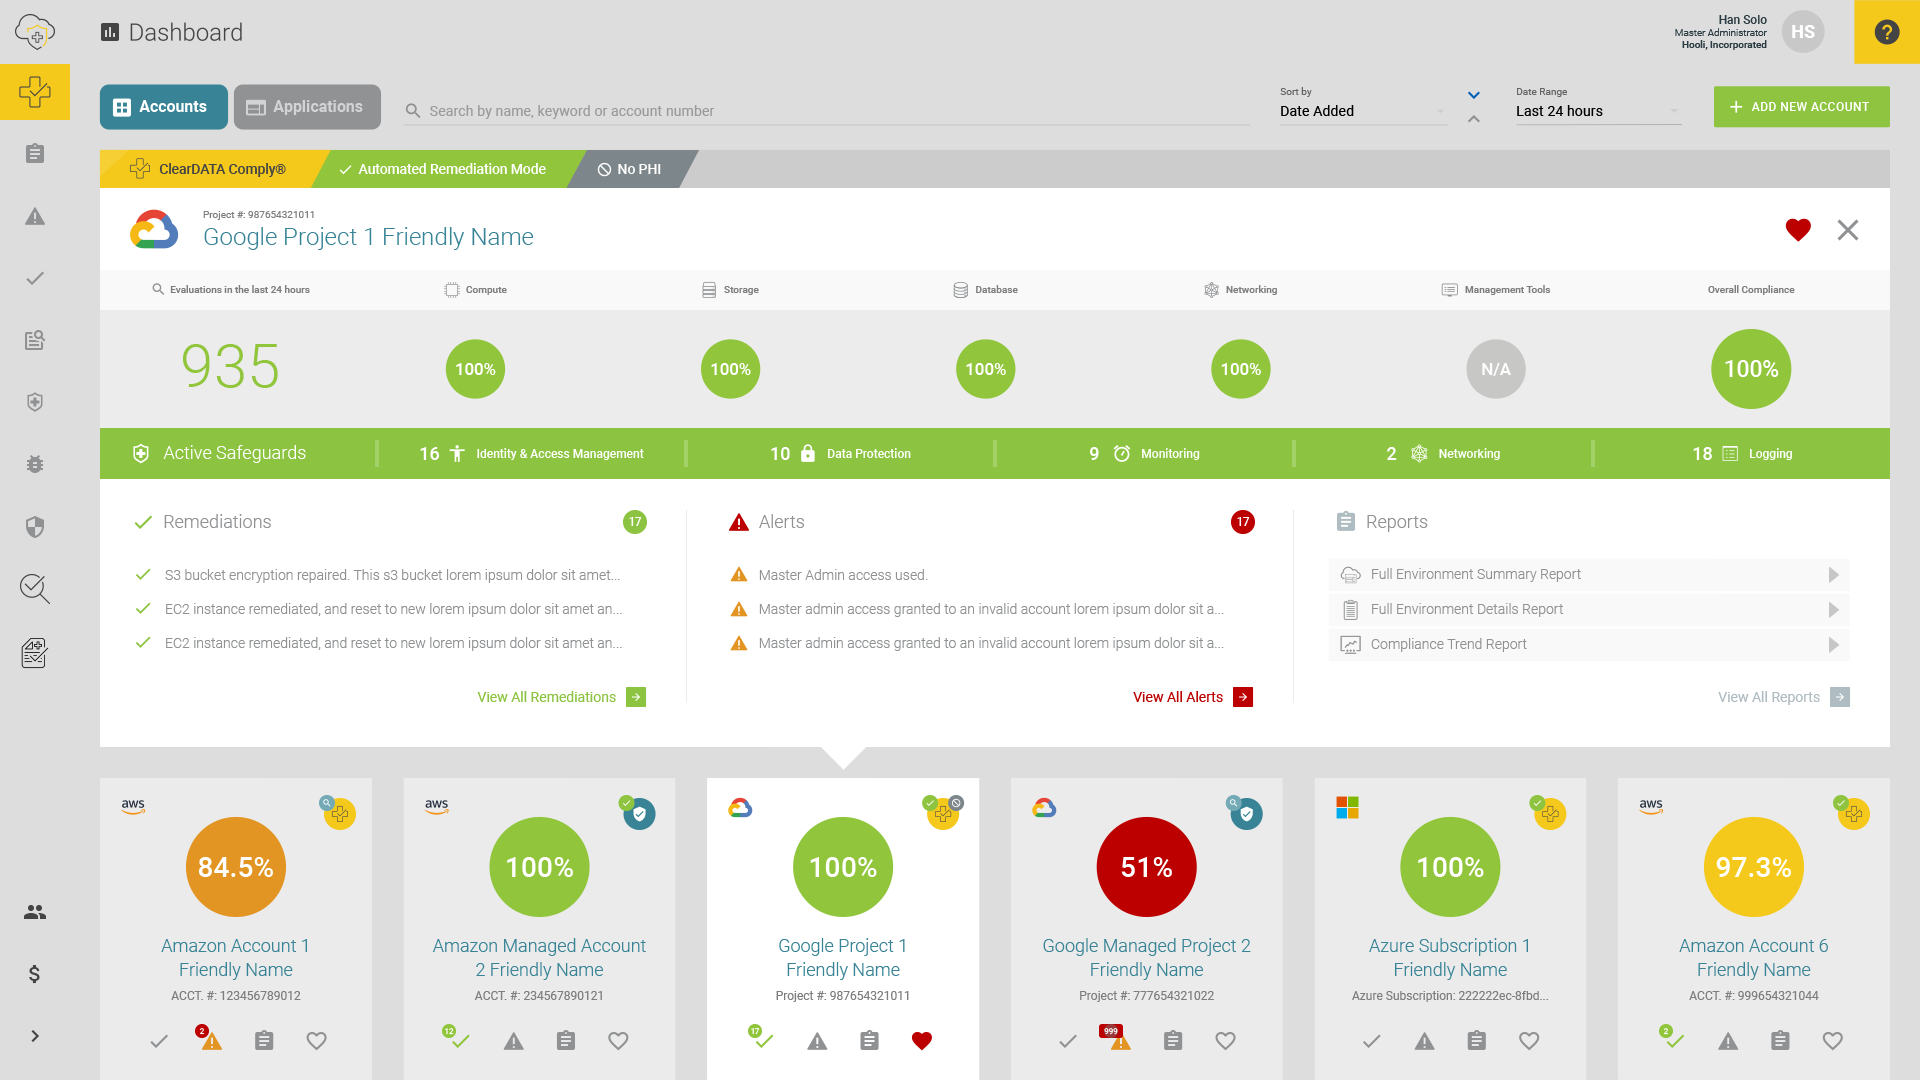 Dashboard
Han Solo
Master Administrator
Hooli, Incorporated
HS
?
Accounts
Applications
Search by name, keyword or account number
Sort by
Date Added
Date Range
Last 24 hours
+ ADD NEW ACCOUNT
ClearDATA Comply®
Automated Remediation Mode
No PHI
Project #: 987654321011
Google Project 1 Friendly Name
Evaluations in the last 24 hours
Compute
Storage
Database
Networking
Management Tools
Overall Compliance
935
100%
100%
100%
100%
N/A
100%
Active Safeguards
16 Identity & Access Management
10 Data Protection
9 Monitoring
2 Networking
18 Logging
Remediations
17
S3 bucket encryption repaired. This s3 bucket lorem ipsum dolor sit amet...
EC2 instance remediated, and reset to new lorem ipsum dolor sit amet an...
EC2 instance remediated, and reset to new lorem ipsum dolor sit amet an...
View All Remediations
Alerts
17
Master Admin access used.
Master admin access granted to an invalid account lorem ipsum dolor sit a...
Master admin access granted to an invalid account lorem ipsum dolor sit a...
View All Alerts
Reports
Full Environment Summary Report
Full Environment Details Report
Compliance Trend Report
View All Reports
aws
84.5%
Amazon Account 1
Friendly Name
ACCT. #: 123456789012
2
aws
100%
Amazon Managed Account
2 Friendly Name
ACCT. #: 234567890121
12
100%
Google Project 1
Friendly Name
Project #: 987654321011
17
51%
Google Managed Project 2
Friendly Name
Project #: 777654321022
999
100%
Azure Subscription 1
Friendly Name
Azure Subscription: 222222ec-8fbd...
aws
97.3%
Amazon Account 6
Friendly Name
ACCT. #: 999654321044
2
$